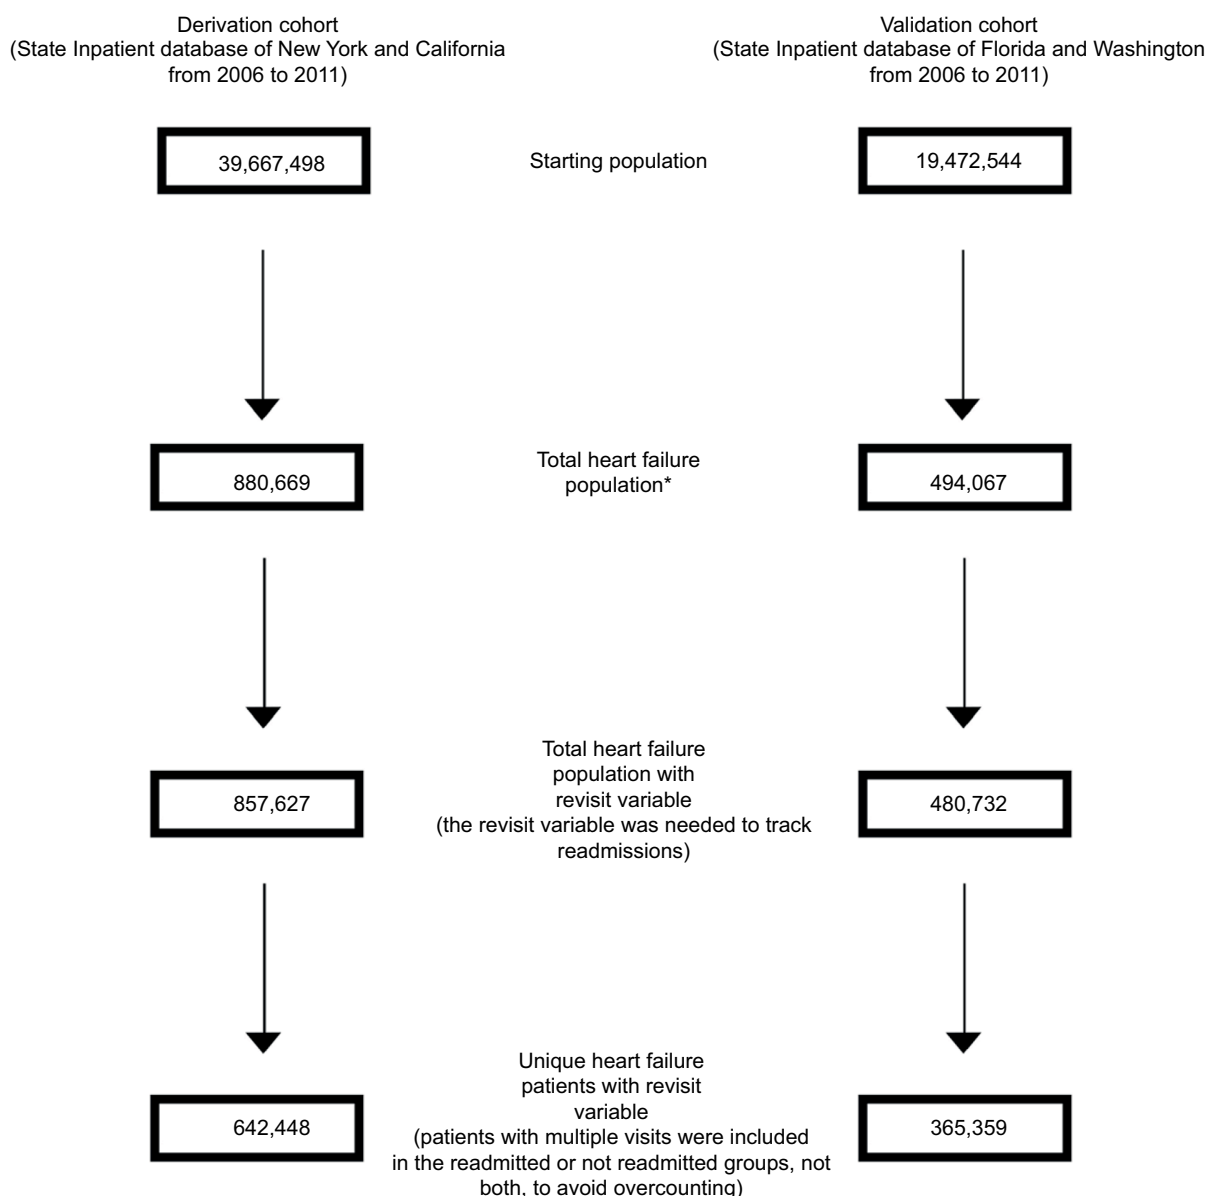 Derivation cohort
(State Inpatient database of New York and California
from 2006 to 2011)
Validation cohort
(State Inpatient database of Florida and Washington
from 2006 to 2011)
39,667,498
Starting population
19,472,544
880,669
Total heart failure
population*
494,067
857,627
Total heart failure
population with
revisit variable
(the revisit variable was needed to track
readmissions)
480,732
642,448
Unique heart failure
patients with revisit
variable
(patients with multiple visits were included
in the readmitted or not readmitted groups, not
both, to avoid overcounting)
365,359